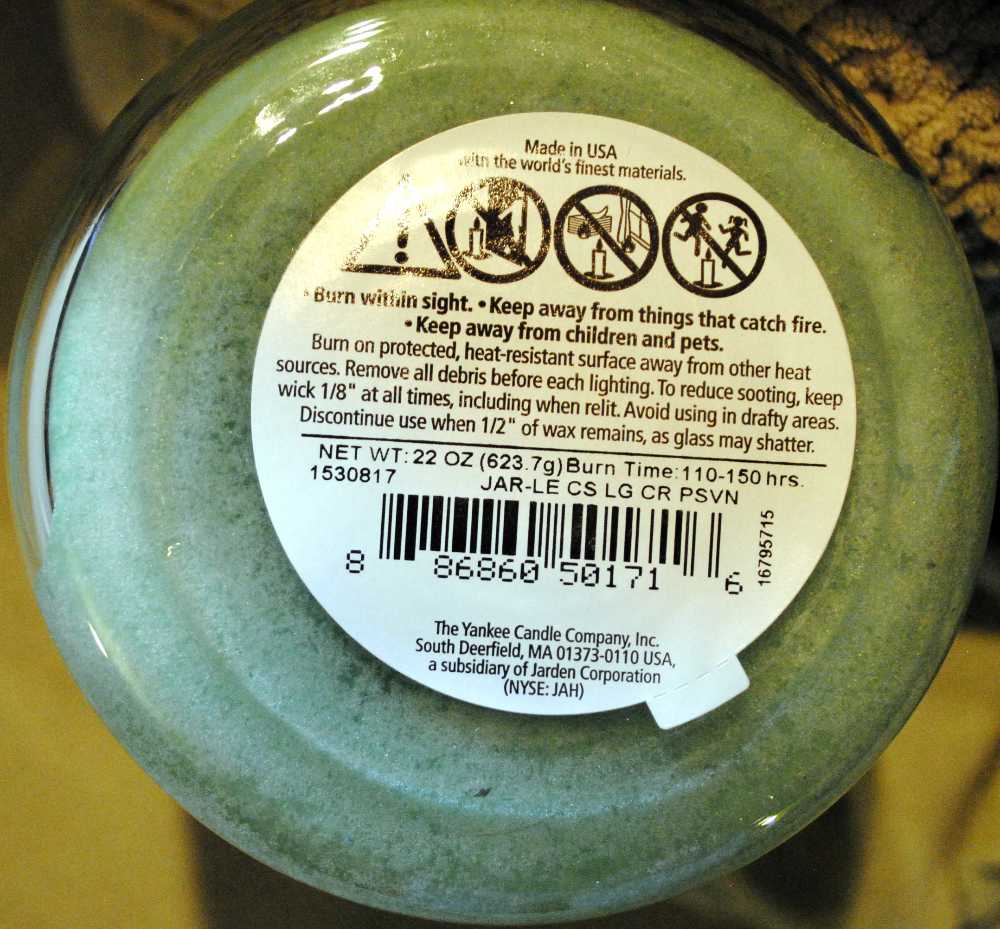 Made in USA
with the world's finest materials.
• Burn within sight. • Keep away from things that catch fire.
• Keep away from children and pets.
Burn on protected, heat-resistant surface away from other heat
sources. Remove all debris before each lighting. To reduce sooting, keep
wick 1/8" at all times, including when relit. Avoid using in drafty areas.
Discontinue use when 1/2" of wax remains, as glass may shatter.
NET WT: 22 OZ (623.7g) Burn Time: 110-150 hrs.
1530817 JAR-LE CS LG CR PSVN
8 86860 50171 6
16795715
The Yankee Candle Company, Inc.
South Deerfield, MA 01373-0110 USA,
a subsidiary of Jarden Corporation
(NYSE: JAH)